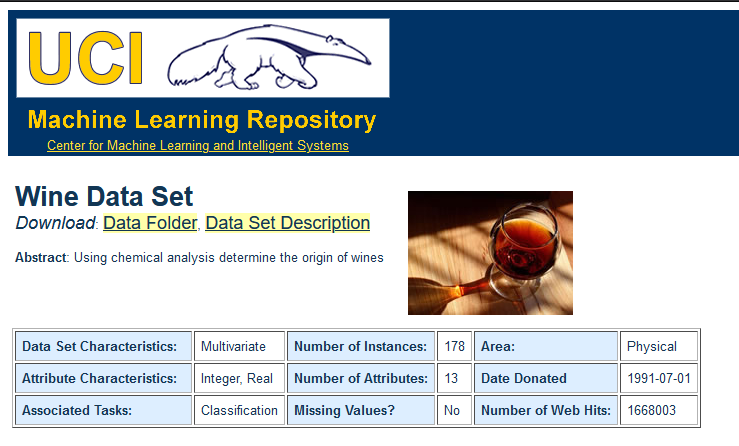 UCI
Machine Learning Repository
Center for Machine Learning and Intelligent Systems
Wine Data Set
Download: Data Folder, Data Set Description
Abstract: Using chemical analysis determine the origin of wines
Data Set Characteristics: Multivariate Number of Instances: 178 Area: Physical
Attribute Characteristics: Integer, Real Number of Attributes: 13 Date Donated 1991-07-01
Associated Tasks: Classification Missing Values? No Number of Web Hits: 1668003